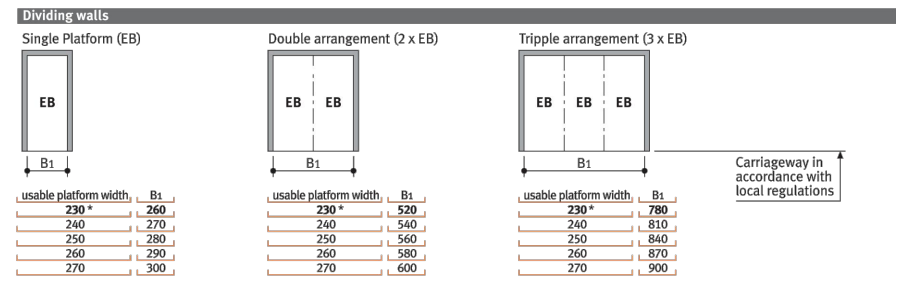 Dividing walls
Single Platform (EB)
EB
B1
usable platform width B1
230 * 260
240 270
250 280
260 290
270 300
Double arrangement (2 x EB)
EB EB
B1
usable platform width B1
230 * 520
240 540
250 560
260 580
270 600
Tripple arrangement (3 x EB)
EB EB EB
B1
usable platform width B1
230 * 780
240 810
250 840
260 870
270 900
Carriageway in
accordance with
local regulations